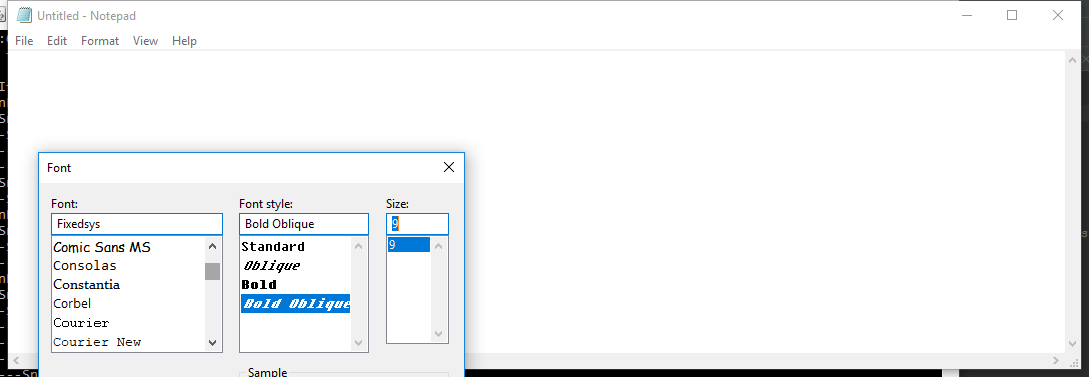 Untitled - Notepad
File Edit Format View Help
Font
Font: Font style: Size:
Fixedsys Bold Oblique 9
Comic Sans MS Standard 9
Consolas Oblique
Constantia Bold
Corbel Bold Oblique
Courier
Courier New
Sample